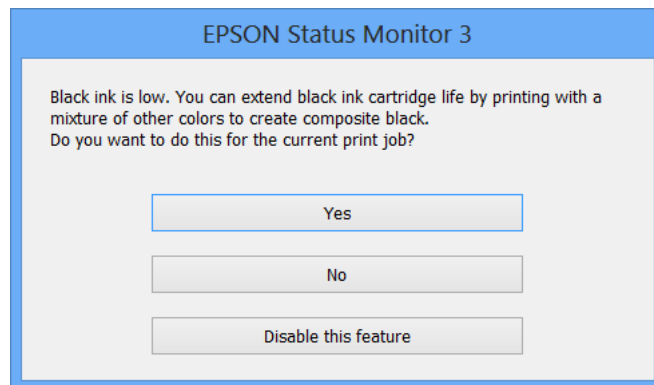 EPSON Status Monitor 3
Black ink is low. You can extend black ink cartridge life by printing with a
mixture of other colors to create composite black.
Do you want to do this for the current print job?
Yes
No
Disable this feature